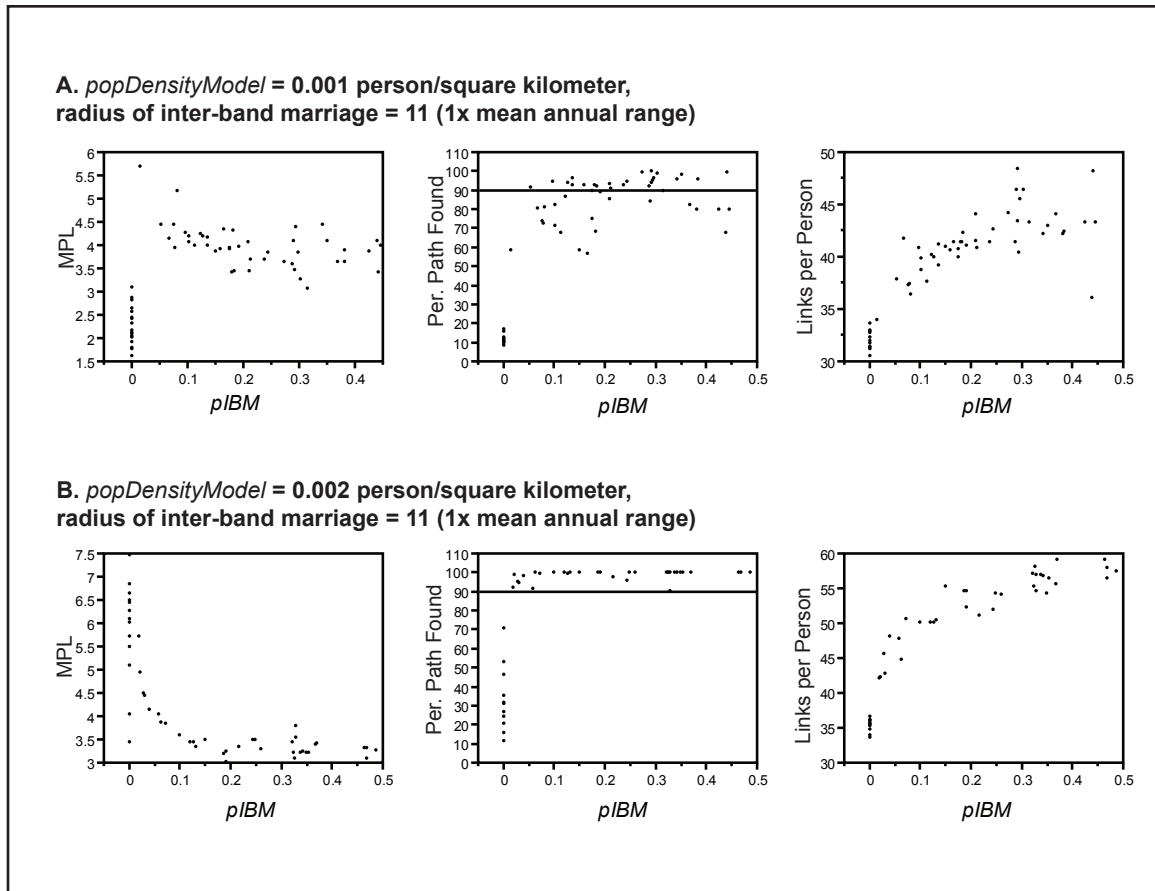 A. popDensityModel = 0.001 person/square kilometer,
radius of inter-band marriage = 11 (1x mean annual range)
MPL
6
5.5
5
4.5
4
3.5
3
2.5
2
1.5
0 0.1 0.2 0.3 0.4
pIBM
Per. Path Found
110
100
90
80
70
60
50
40
30
20
10
0
0 0.1 0.2 0.3 0.4 0.5
pIBM
Links per Person
50
45
40
35
30
0 0.1 0.2 0.3 0.4 0.5
pIBM
B. popDensityModel = 0.002 person/square kilometer,
radius of inter-band marriage = 11 (1x mean annual range)
MPL
7.5
7
6.5
6
5.5
5
4.5
4
3.5
3
0 0.1 0.2 0.3 0.4 0.5
pIBM
Per. Path Found
110
100
90
80
70
60
50
40
30
20
10
0
0 0.1 0.2 0.3 0.4 0.5
pIBM
Links per Person
60
55
50
45
40
35
30
0 0.1 0.2 0.3 0.4 0.5
pIBM